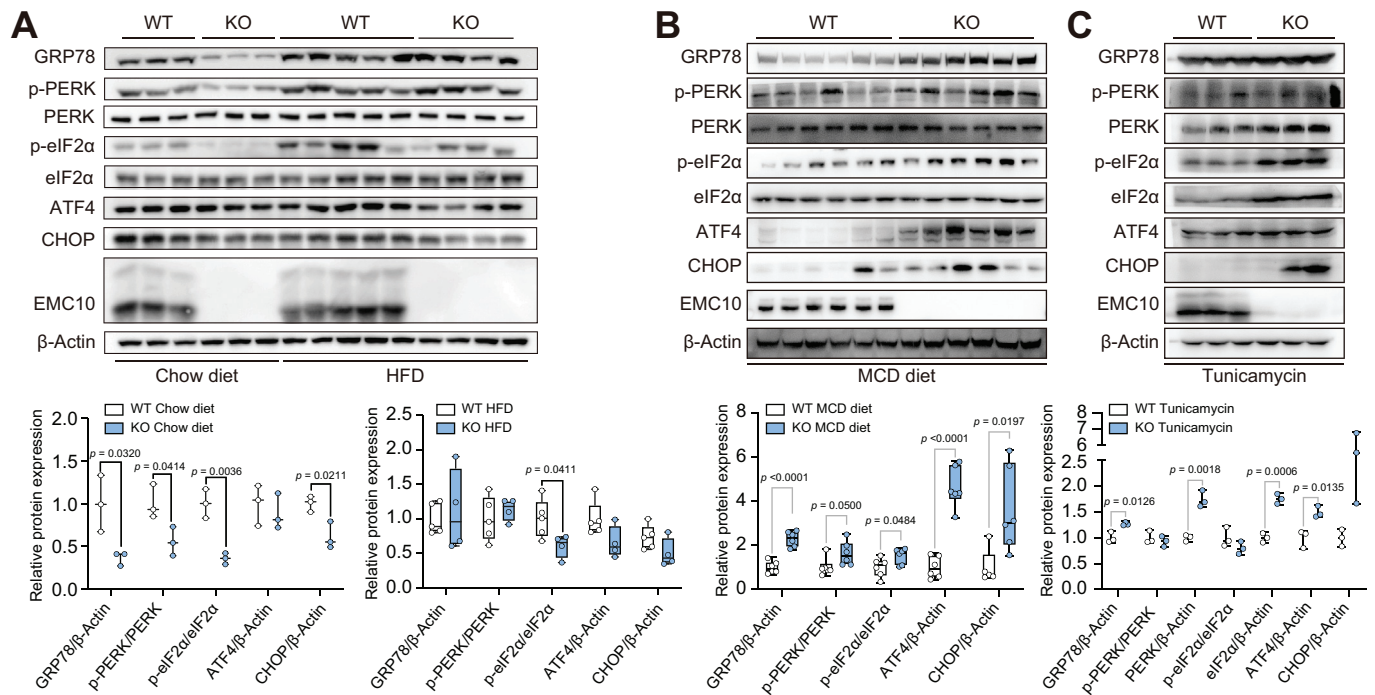 A
WT KO WT KO
GRP78
p-PERK
PERK
p-eIF2α
eIF2α
ATF4
CHOP
EMC10
β-Actin
Chow diet HFD
Relative protein expression
2.0
1.5
1.0
0.5
0.0
WT Chow diet
KO Chow diet
p = 0.0320
p = 0.0414
p = 0.0036
p = 0.0211
GRP78/β-Actin
p-PERK/PERK
p-eIF2α/eIF2α
ATF4/β-Actin
CHOP/β-Actin
Relative protein expression
2.5
2.0
1.5
1.0
0.5
0.0
WT HFD
KO HFD
p = 0.0411
GRP78/β-Actin
p-PERK/PERK
p-eIF2α/eIF2α
ATF4/β-Actin
CHOP/β-Actin
B
WT KO
GRP78
p-PERK
PERK
p-eIF2α
eIF2α
ATF4
CHOP
EMC10
β-Actin
MCD diet
Relative protein expression
8
6
4
2
0
WT MCD diet
KO MCD diet
p <0.0001
p = 0.0500
p = 0.0484
p <0.0001
p = 0.0197
GRP78/β-Actin
p-PERK/PERK
p-eIF2α/eIF2α
ATF4/β-Actin
CHOP/β-Actin
C
WT KO
GRP78
p-PERK
PERK
p-eIF2α
eIF2α
ATF4
CHOP
EMC10
β-Actin
Tunicamycin
Relative protein expression
8
7
2.5
2.0
1.5
1.0
0.5
0
WT Tunicamycin
KO Tunicamycin
p = 0.0126
p = 0.0018
p = 0.0006
p = 0.0135
GRP78/β-Actin
p-PERK/PERK
PERK/β-Actin
p-eIF2α/eIF2α
eIF2α/β-Actin
ATF4/β-Actin
CHOP/β-Actin